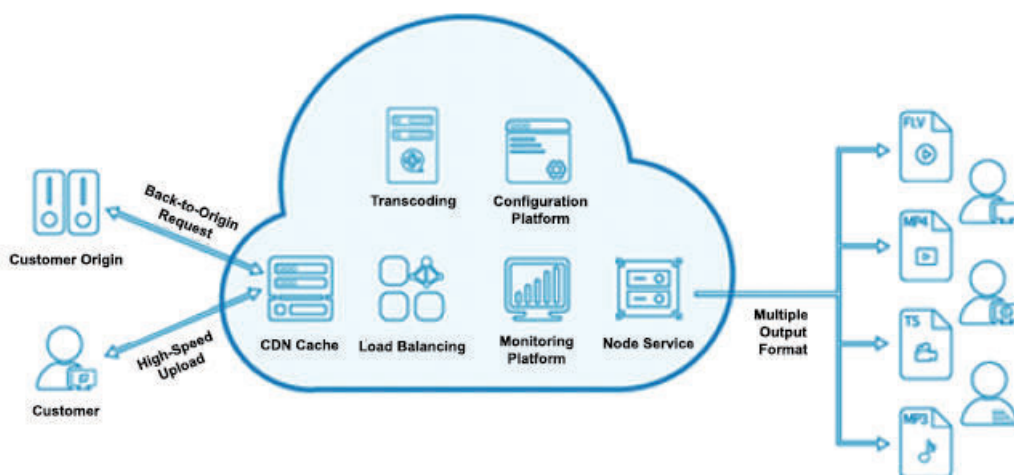 FLV
Transcoding
Configuration
Platform
Back-to-Origin
Request
Customer Origin
MP4
CDN Cache
Load Balancing
Monitoring
Platform
Node Service
Multiple
Output
Format
TS
High-Speed
Upload
Customer
MP3